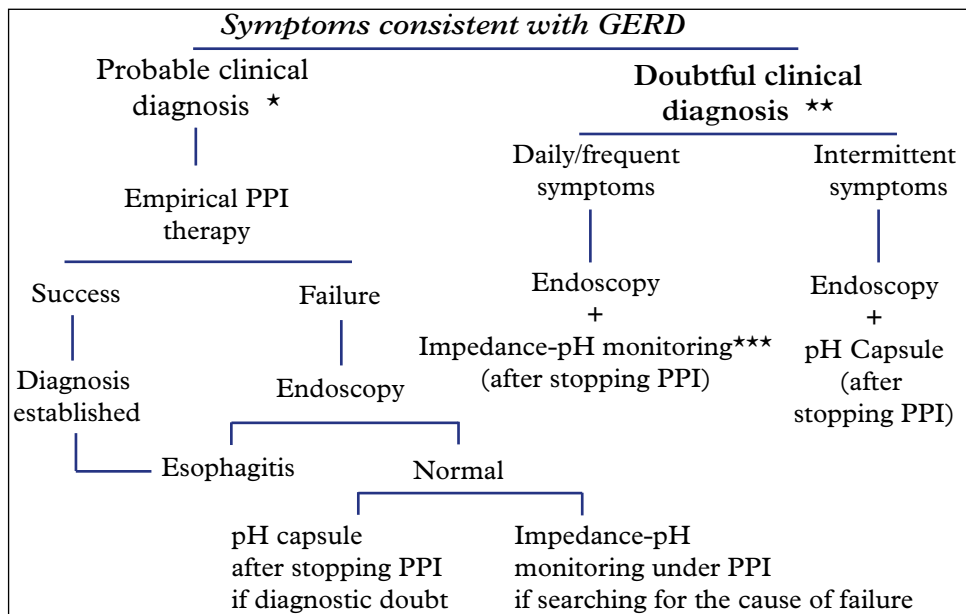 Symptoms consistent with GERD
Probable clinical
diagnosis ★
Doubtful clinical
diagnosis ★★
Empirical PPI
therapy
Daily/frequent
symptoms
Intermittent
symptoms
Success
Failure
Endoscopy
+
Impedance-pH monitoring★★★
(after stopping PPI)
Endoscopy
+
pH Capsule
(after
stopping PPI)
Diagnosis
established
Endoscopy
Esophagitis
Normal
pH capsule
after stopping PPI
if diagnostic doubt
Impedance-pH
monitoring under PPI
if searching for the cause of failure